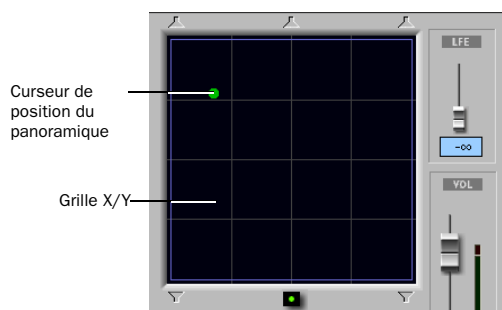 LFE
Curseur de
position du
panoramique
-∞
VOL
Grille X/Y